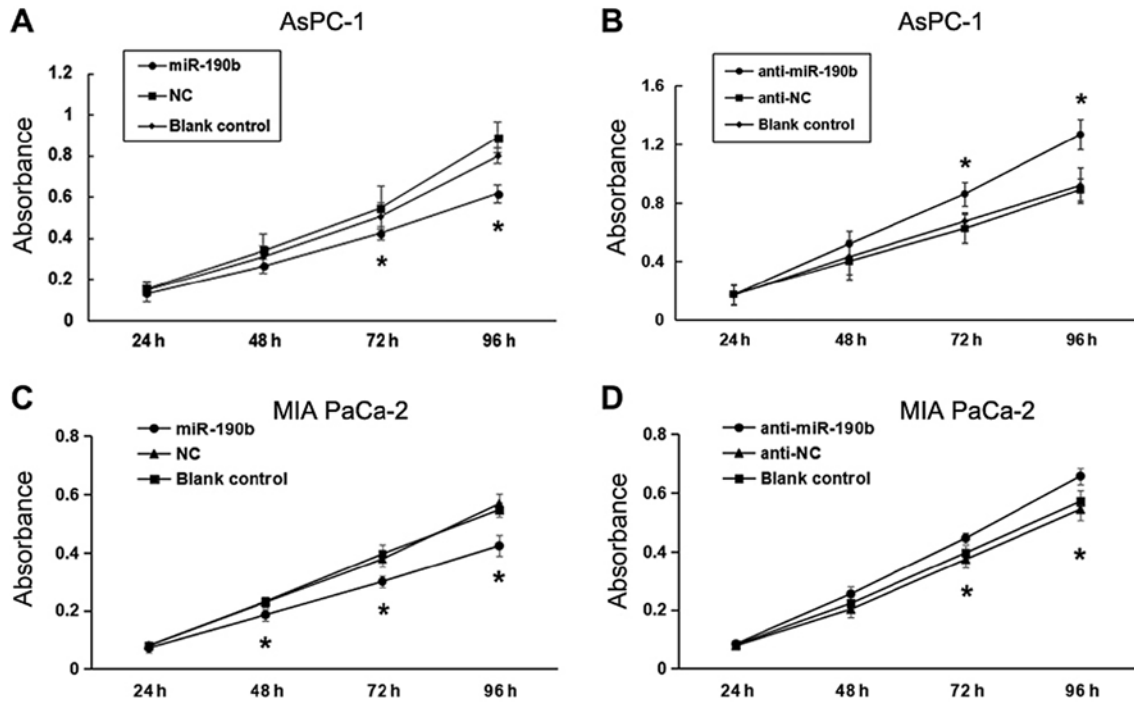 A
AsPC-1
miR-190b
NC
Blank control
Absorbance
1.2
1
0.8
0.6
0.4
0.2
0
*
*
24 h 48 h 72 h 96 h
B
AsPC-1
anti-miR-190b
anti-NC
Blank control
Absorbance
1.6
1.2
0.8
0.4
0
*
*
24 h 48 h 72 h 96 h
C
MIA PaCa-2
miR-190b
NC
Blank control
Absorbance
0.8
0.6
0.4
0.2
0
*
*
*
24 h 48 h 72 h 96 h
D
MIA PaCa-2
anti-miR-190b
anti-NC
Blank control
Absorbance
0.8
0.6
0.4
0.2
0
*
*
24 h 48 h 72 h 96 h